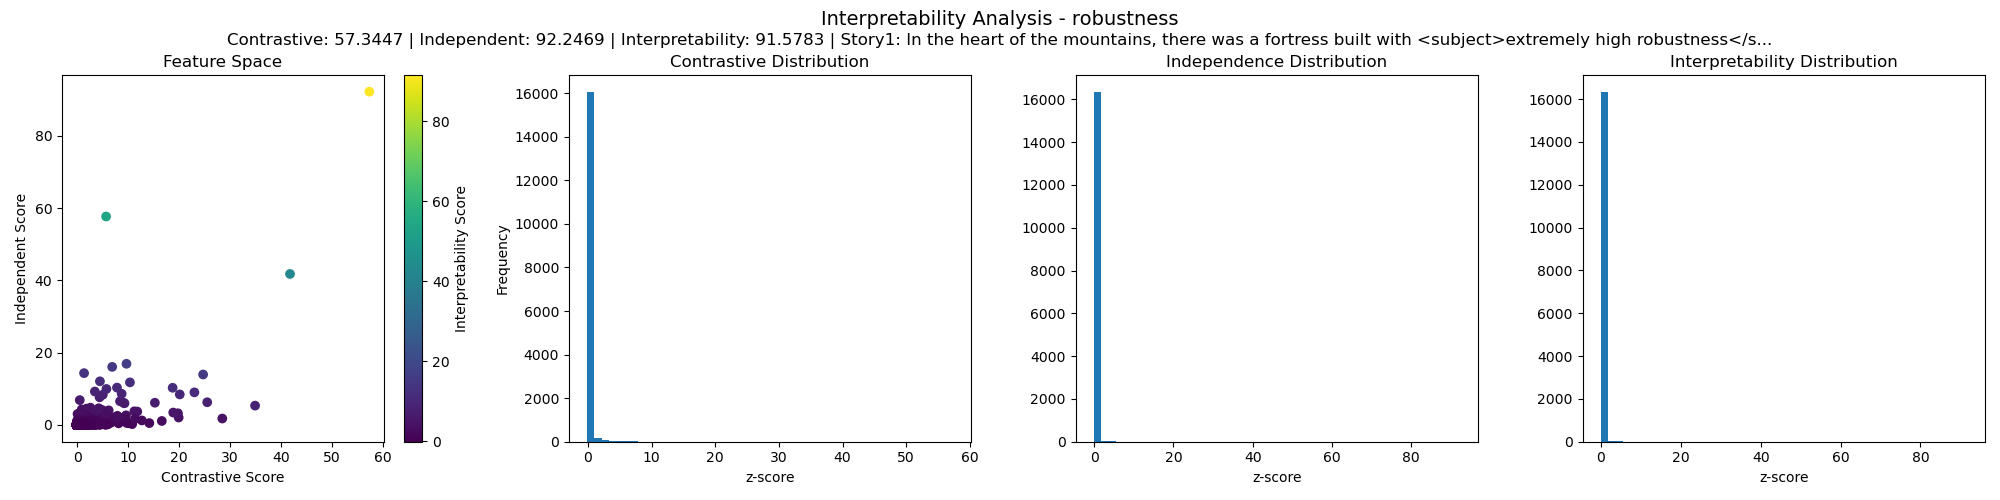 Interpretability Analysis - robustness
Contrastive: 57.3447 | Independent: 92.2469 | Interpretability: 91.5783 | Story1: In the heart of the mountains, there was a fortress built with <subject>extremely high robustness</s...
Feature Space
Independent Score
80
60
40
20
0
0 10 20 30 40 50 60
Contrastive Score
80
60
40
20
0
Interpretability Score
Contrastive Distribution
Frequency
16000
14000
12000
10000
8000
6000
4000
2000
0
0 10 20 30 40 50 60
z-score
Independence Distribution
16000
14000
12000
10000
8000
6000
4000
2000
0
0 20 40 60 80
z-score
Interpretability Distribution
16000
14000
12000
10000
8000
6000
4000
2000
0
0 20 40 60 80
z-score